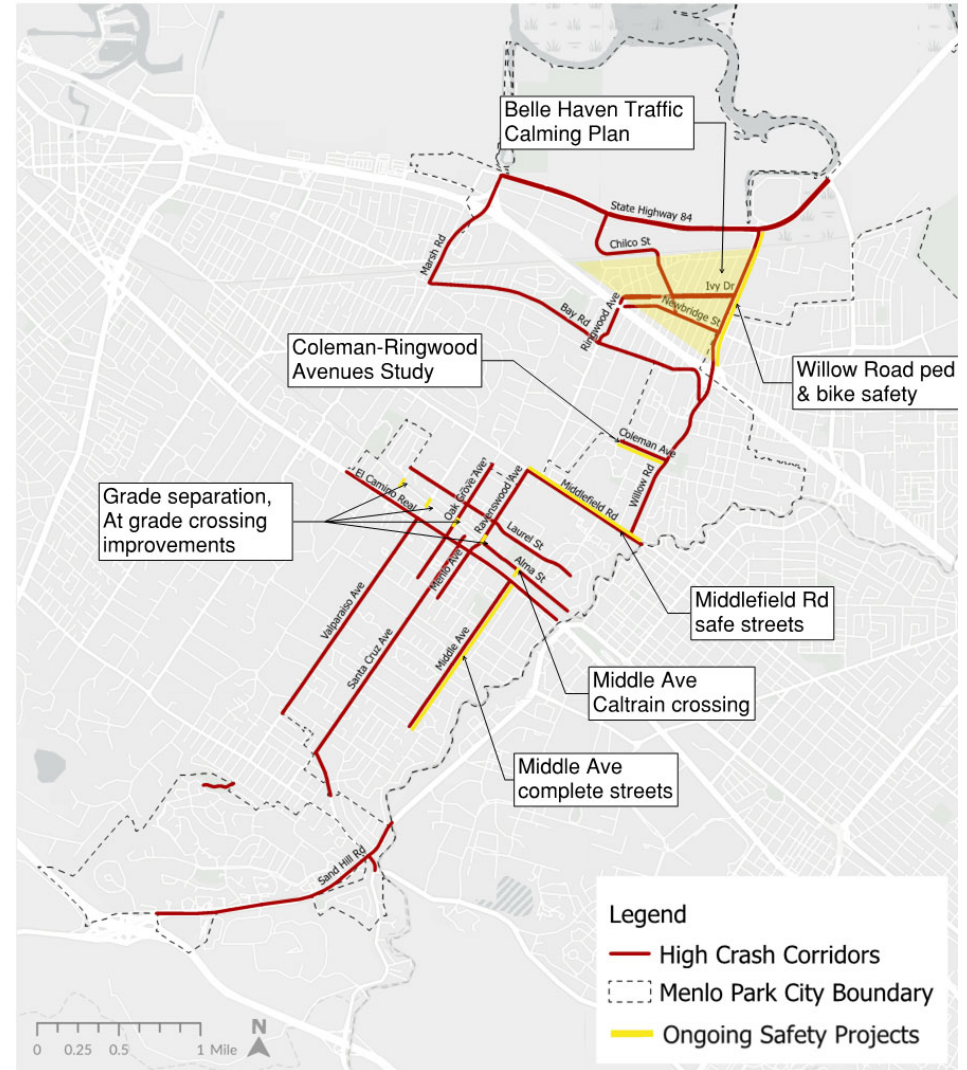 Belle Haven Traffic
Calming Plan
State Highway 84
Chilco St
Marsh Rd
Ivy Dr
Newbridge St
Bay Rd
Ringwood Ave
Coleman-Ringwood
Avenues Study
Willow Road ped
& bike safety
Coleman Ave
Willow Rd
El Camino Real
Oak Grove Ave
Ravenswood Ave
Middlefield Rd
Grade separation,
At grade crossing
improvements
Laurel St
Menlo Ave
Alma St
Valparaiso Ave
Santa Cruz Ave
Middle Ave
Middlefield Rd
safe streets
Middle Ave
Caltrain crossing
Middle Ave
complete streets
Sand Hill Rd
Legend
High Crash Corridors
Menlo Park City Boundary
Ongoing Safety Projects
N
0 0.25 0.5 1 Mile